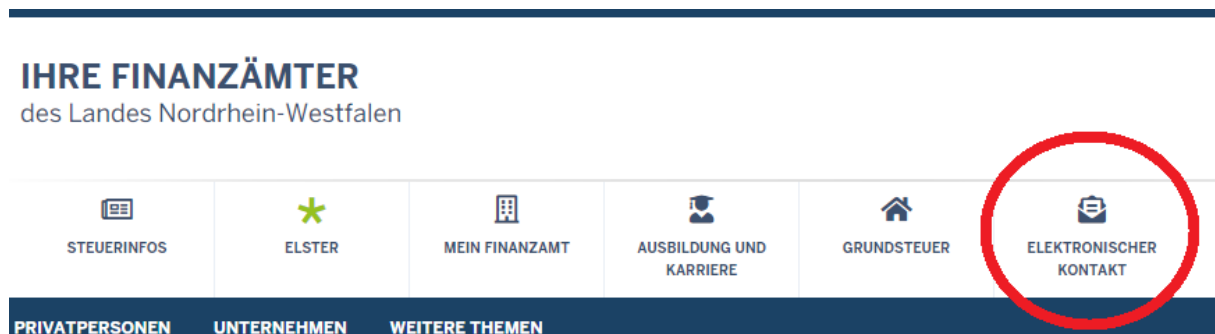 IHRE FINANZÄMTER
des Landes Nordrhein-Westfalen
STEUERINFOS
ELSTER
MEIN FINANZAMT
AUSBILDUNG UND
KARRIERE
GRUNDSTEUER
ELEKTRONISCHER
KONTAKT
PRIVATPERSONEN UNTERNEHMEN WEITERE THEMEN